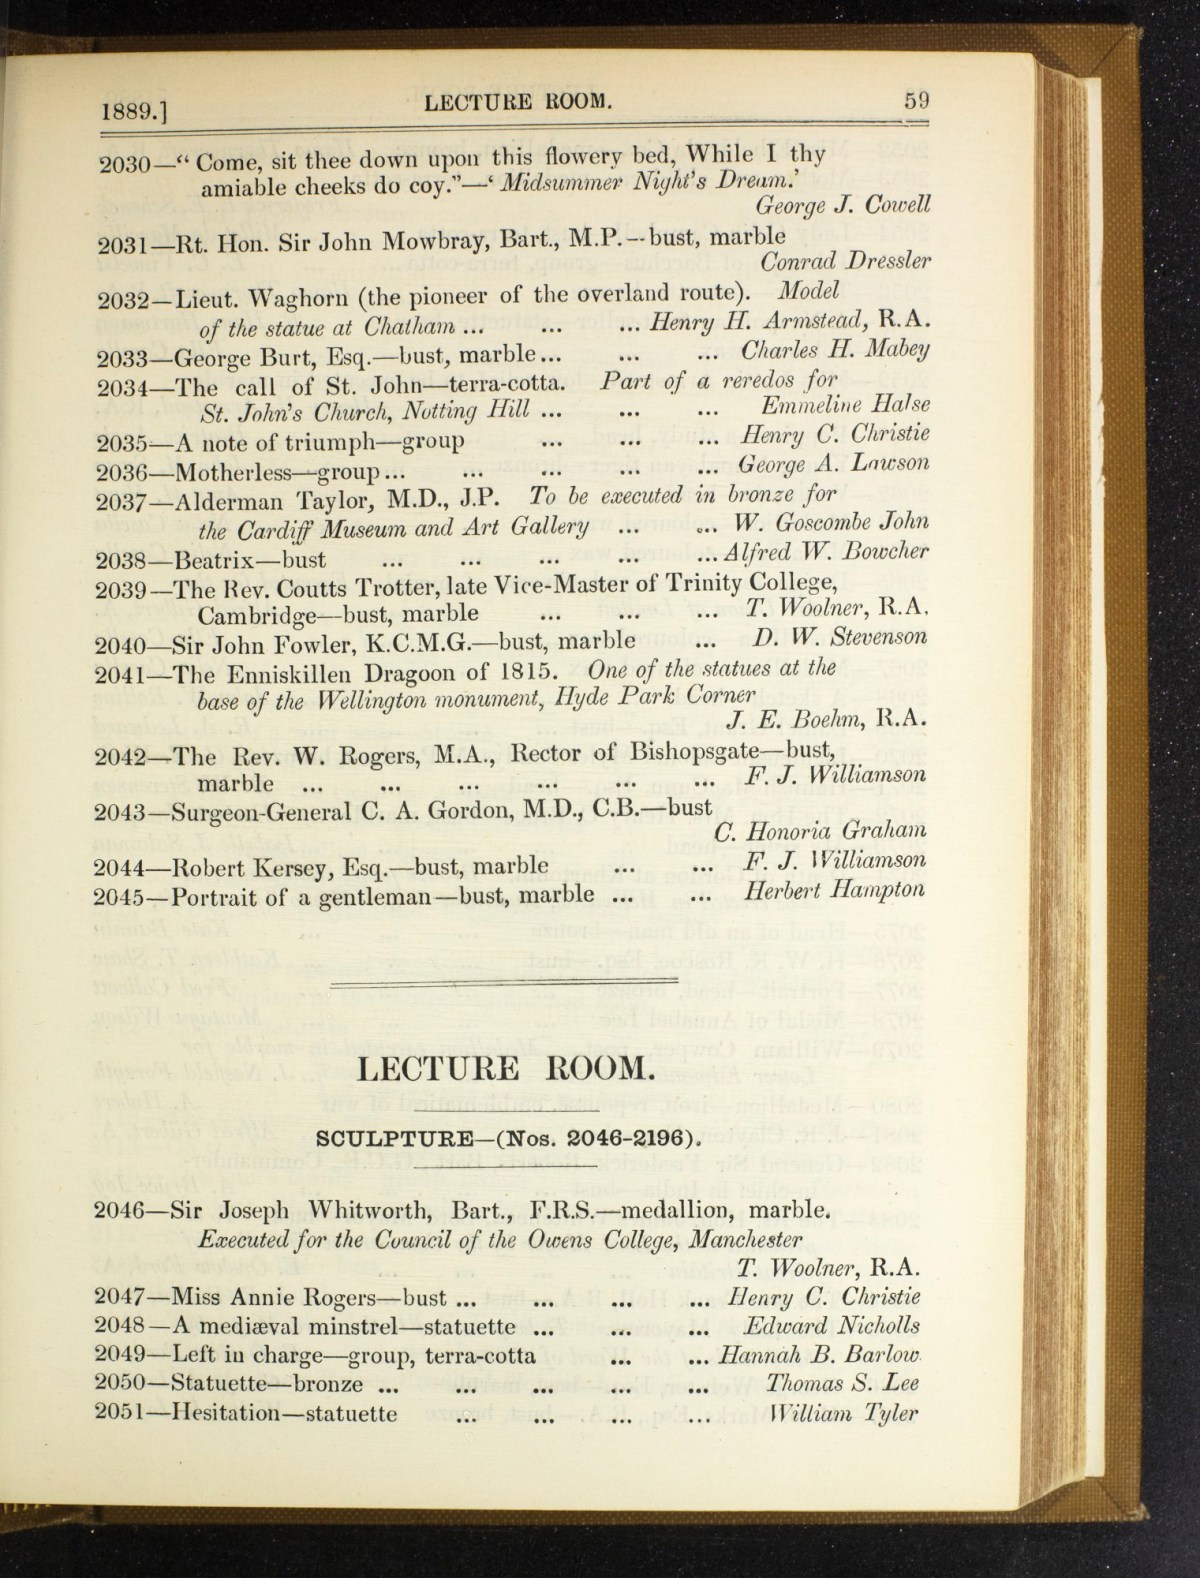 1889.] LECTURE ROOM. 59
2030—“ Come, sit thee down upon this flowery bed, While I thy
amiable cheeks do coy.”—‘ Midsummer Night's Dream.’
George J. Cowell
2031—Rt. Hon. Sir John Mowbray, Bart., M.P.—bust, marble
Conrad Dressler
2032—Lieut. Waghorn (the pioneer of the overland route). Model
of the statue at Chatham ... ... ... Henry H. Armstead, R.A.
2033—George Burt, Esq.—bust, marble ... ... ... Charles H. Mabey
2034—The call of St. John—terra-cotta. Part of a reredos for
St. John's Church, Notting Hill ... ... ... Emmeline Halse
2035—A note of triumph—group ... ... ... Henry C. Christie
2036—Motherless—group ... ... ... ... ... George A. Lawson
2037—Alderman Taylor, M.D., J.P. To be executed in bronze for
the Cardiff Museum and Art Gallery ... ... W. Goscombe John
2038—Beatrix—bust ... ... ... ... ... Alfred W. Bowcher
2039—The Rev. Coutts Trotter, late Vice-Master of Trinity College,
Cambridge—bust, marble ... ... ... T. Woolner, R.A.
2040—Sir John Fowler, K.C.M.G.—bust, marble ... D. W. Stevenson
2041—The Enniskillen Dragoon of 1815. One of the statues at the
base of the Wellington monument, Hyde Park Corner
J. E. Boehm, R.A.
2042—The Rev. W. Rogers, M.A., Rector of Bishopsgate—bust,
marble ... ... ... ... ... ... F. J. Williamson
2043—Surgeon-General C. A. Gordon, M.D., C.B.—bust
C. Honoria Graham
2044—Robert Kersey, Esq.—bust, marble ... ... F. J. Williamson
2045—Portrait of a gentleman—bust, marble ... ... Herbert Hampton
LECTURE ROOM.
SCULPTURE—(Nos. 2046-2196).
2046—Sir Joseph Whitworth, Bart., F.R.S.—medallion, marble.
Executed for the Council of the Owens College, Manchester
T. Woolner, R.A.
2047—Miss Annie Rogers—bust ... ... ... ... Henry C. Christie
2048—A mediæval minstrel—statuette ... ... ... Edward Nicholls
2049—Left in charge—group, terra-cotta ... ... Hannah B. Barlow
2050—Statuette—bronze ... ... ... ... ... Thomas S. Lee
2051—Hesitation—statuette ... ... ... ... William Tyler